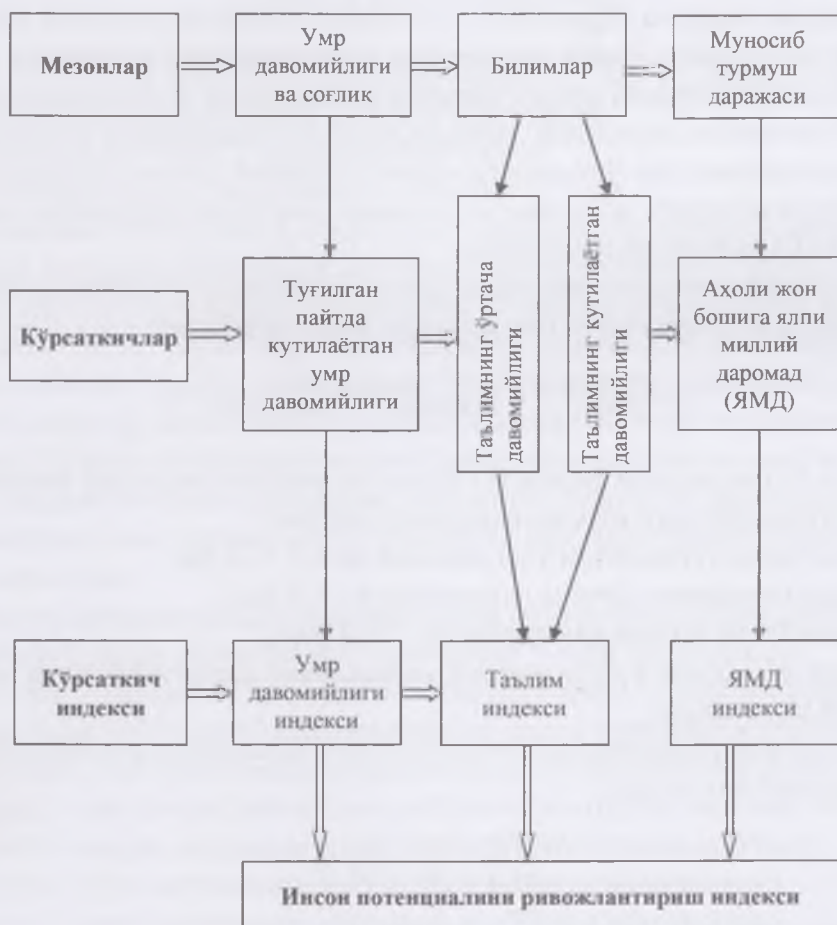 Мезонлар
Умр
давомийлиги
ва соғлик
Билимлар
Муносиб
турмуш
даражаси
Кўрсаткичлар
Туғилган
пайтда
кутилаётган
умр
давомийлиги
Таълимнинг ўртача
давомийлиги
Таълимнинг кутилаётган
давомийлиги
Аҳоли жон
бошига ялпи
миллий
даромад
(ЯМД)
Кўрсаткич
индекси
Умр
давомийлиги
индекси
Таълим
индекси
ЯМД
индекси
Инсон потенциалини ривожлантириш индекси